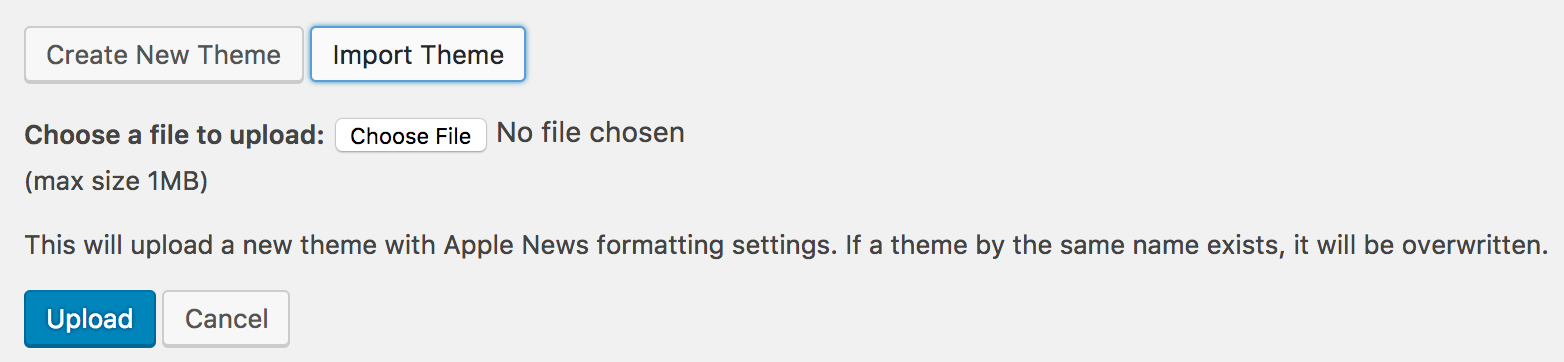 Create New Theme Import Theme
Choose a file to upload: Choose File No file chosen
(max size 1MB)
This will upload a new theme with Apple News formatting settings. If a theme by the same name exists, it will be overwritten.
Upload Cancel